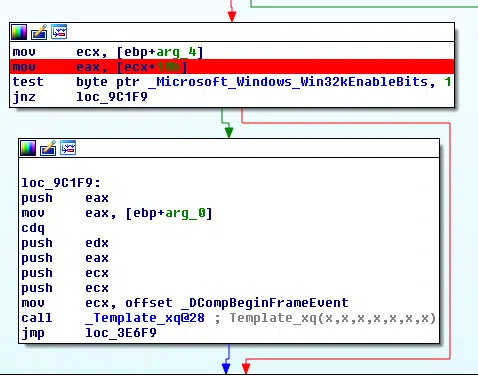 mov ecx, [ebp+arg_4]
mov eax, [ecx+10h]
test byte ptr _Microsoft_Windows_Win32kEnableBits, 1
jnz loc_9C1F9
loc_9C1F9:
push eax
mov eax, [ebp+arg_0]
cdq
push edx
push eax
push ecx
push ecx
mov ecx, offset _DCompBeginFrameEvent
call _Template_xq@28 ; Template_xq(x,x,x,x,x,x,x)
jmp loc_3E6F9